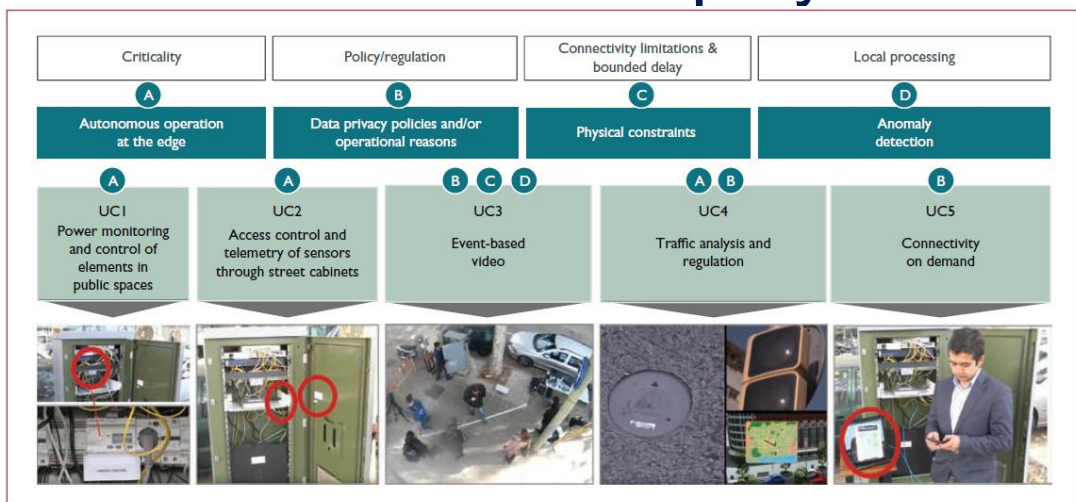 Criticality
Policy/regulation
Connectivity limitations &
bounded delay
Local processing
A
B
C
D
Autonomous operation
at the edge
Data privacy policies and/or
operational reasons
Physical constraints
Anomaly
detection
A
A
B C D
A B
B
UC1
Power monitoring
and control of
elements in
public spaces
UC2
Access control and
telemetry of sensors
through street cabinets
UC3
Event-based
video
UC4
Traffic analysis and
regulation
UC5
Connectivity
on demand